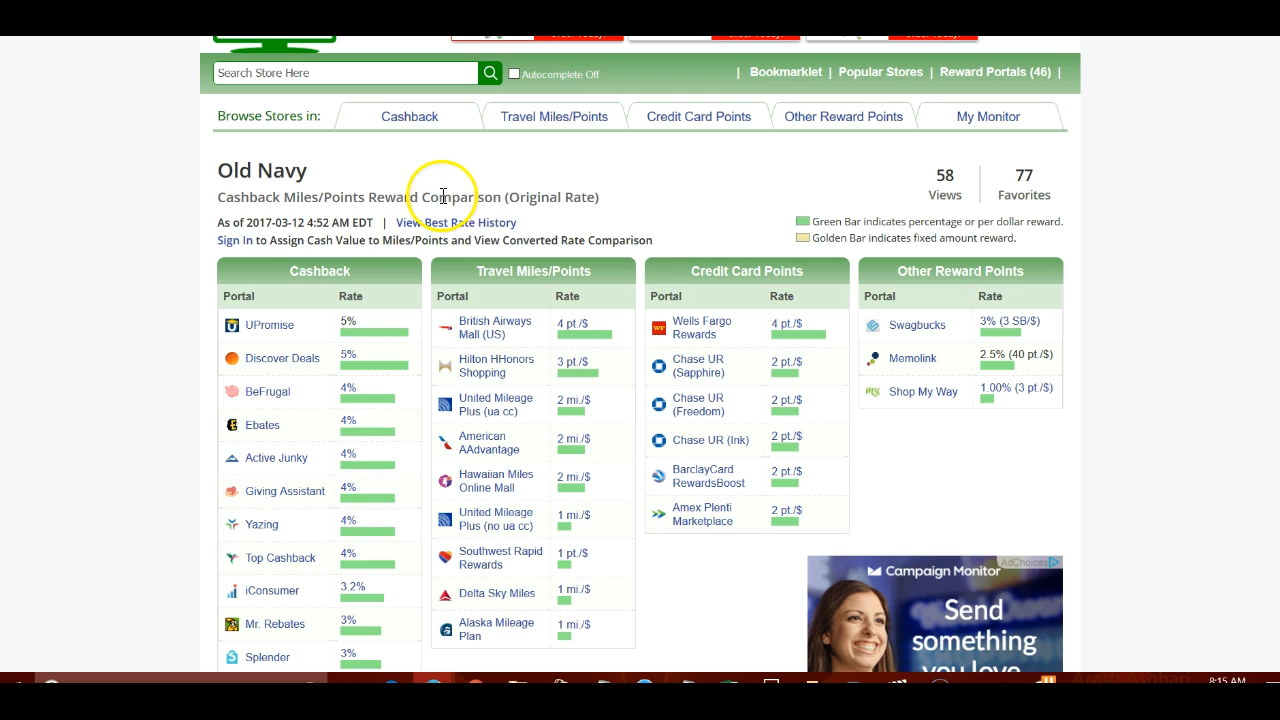 Order Today! Order Today! Order Today!
Search Store Here
Autocomplete Off
| Bookmarklet | Popular Stores | Reward Portals (46) |
Browse Stores in: Cashback Travel Miles/Points Credit Card Points Other Reward Points My Monitor
Old Navy
58
Views
77
Favorites
Cashback Miles/Points Reward Comparison (Original Rate)
As of 2017-03-12 4:52 AM EDT | View Best Rate History
Sign In to Assign Cash Value to Miles/Points and View Converted Rate Comparison
Green Bar indicates percentage or per dollar reward.
Golden Bar indicates fixed amount reward.
Cashback
Portal Rate
UPromise 5%
Discover Deals 5%
BeFrugal 4%
Ebates 4%
Active Junky 4%
Giving Assistant 4%
Yazing 4%
Top Cashback 4%
iConsumer 3.2%
Mr. Rebates 3%
Splender 3%
Travel Miles/Points
Portal Rate
British Airways 4 pt./$
Mall (US)
Hilton HHonors 3 pt./$
Shopping
United Mileage 2 mi./$
Plus (ua cc)
American 2 mi./$
AAdvantage
Hawaiian Miles 2 mi./$
Online Mall
United Mileage 1 mi./$
Plus (no ua cc)
Southwest Rapid 1 pt./$
Rewards
Delta Sky Miles 1 mi./$
Alaska Mileage 1 mi./$
Plan
Credit Card Points
Portal Rate
WF
Wells Fargo 4 pt./$
Rewards
Chase UR 2 pt./$
(Sapphire)
Chase UR 2 pt./$
(Freedom)
Chase UR (Ink) 2 pt./$
BarclayCard 2 pt./$
RewardsBoost
Amex Plenti 2 pt./$
Marketplace
Other Reward Points
Portal Rate
Swagbucks 3% (3 SB/$)
Memolink 2.5% (40 pt./$)
Shop My Way 1.00% (3 pt./$)
AdChoices
Campaign Monitor
Send
something
you love
Arash Asghari
8:15 AM